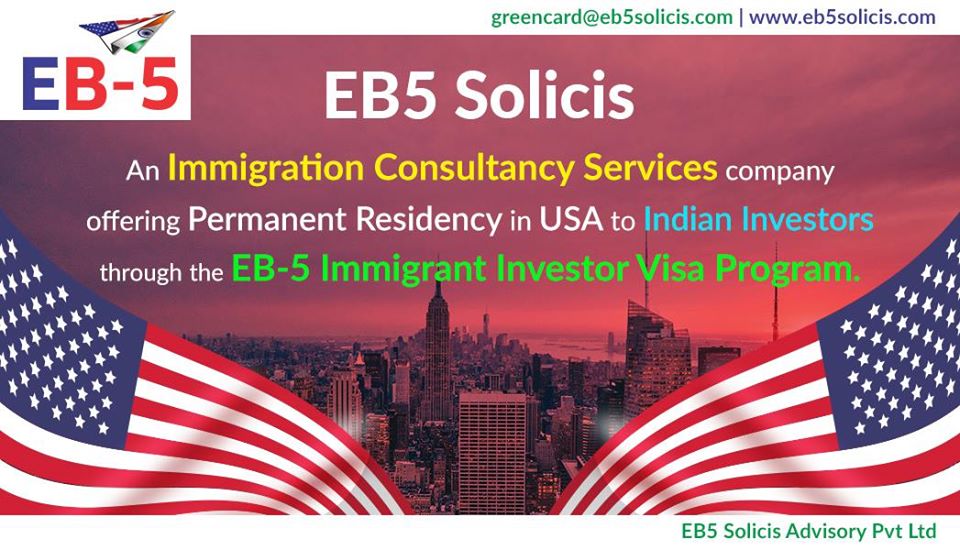 greencard@eb5solicis.com | www.eb5solicis.com
EB-5
EB5 Solicis
An Immigration Consultancy Services company
offering Permanent Residency in USA to Indian Investors
through the EB-5 Immigrant Investor Visa Program.
EB5 Solicis Advisory Pvt Ltd